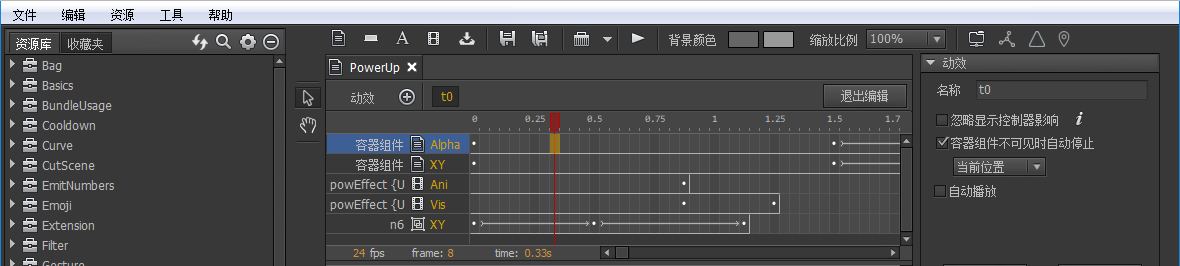 文件 编辑 资源 工具 帮助
资源库 收藏夹
Bag
Basics
BundleUsage
Cooldown
Curve
CutScene
EmitNumbers
Emoji
Extension
Filter
背景颜色 缩放比例 100%
PowerUp
动效 t0 退出编辑
0 0.25 0.5 0.75 1 1.25 1.5 1.7
容器组件 Alpha
容器组件 XY
powEffect {U Ani
powEffect {U Vis
n6 XY
24 fps frame: 8 time: 0.33s
动效
名称 t0
忽略显示控制器影响
容器组件不可见时自动停止
当前位置
自动播放